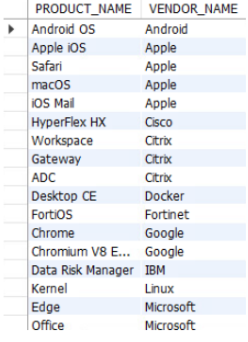 PRODUCT_NAME VENDOR_NAME
Android OS Android
Apple iOS Apple
Safari Apple
macOS Apple
iOS Mail Apple
HyperFlex HX Cisco
Workspace Citrix
Gateway Citrix
ADC Citrix
Desktop CE Docker
FortiOS Fortinet
Chrome Google
Chromium V8 E... Google
Data Risk Manager IBM
Kernel Linux
Edge Microsoft
Office Microsoft